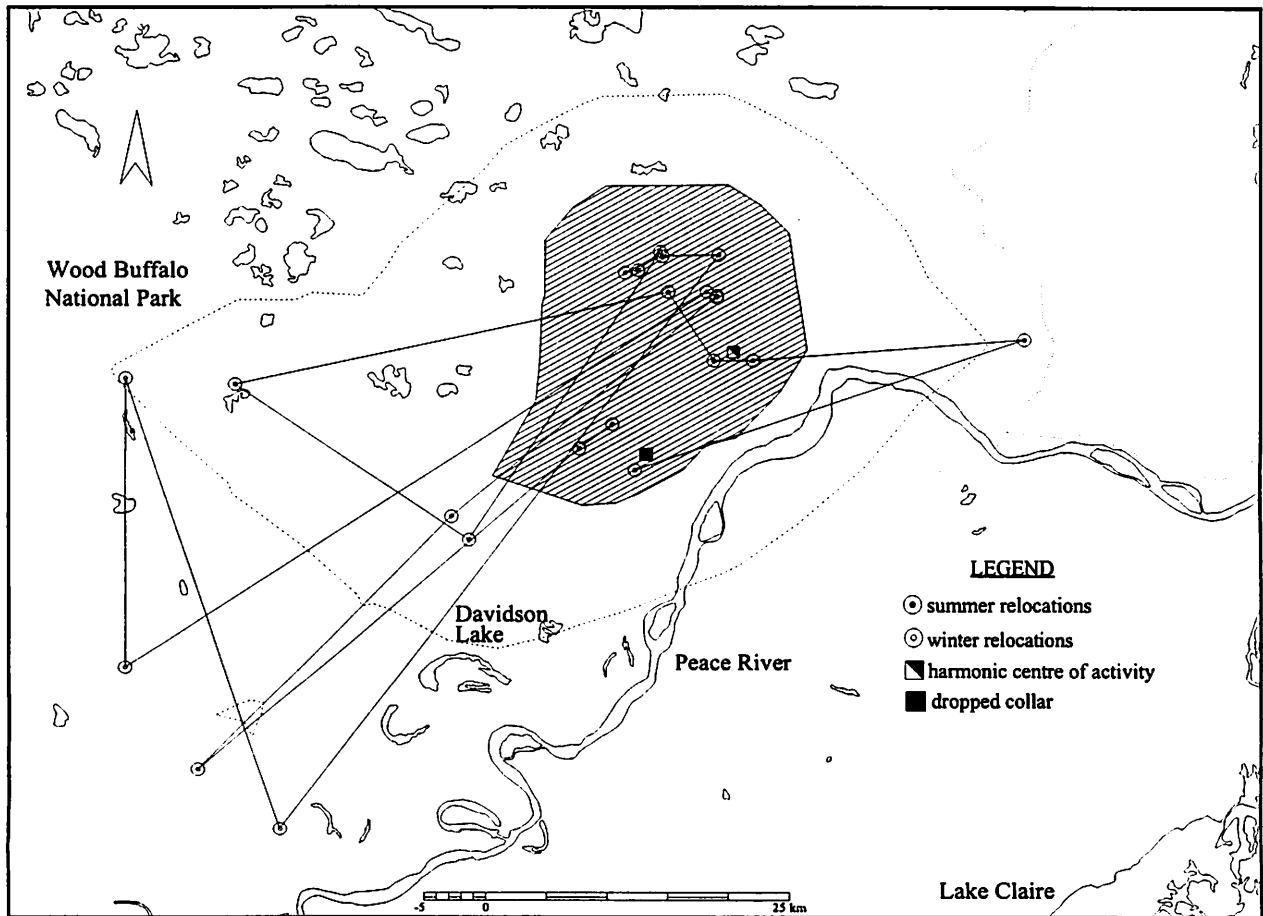 Wood Buffalo
National Park
Davidson
Lake
Peace River
LEGEND
summer relocations
winter relocations
harmonic centre of activity
dropped collar
-5 0 25 km
Lake Claire